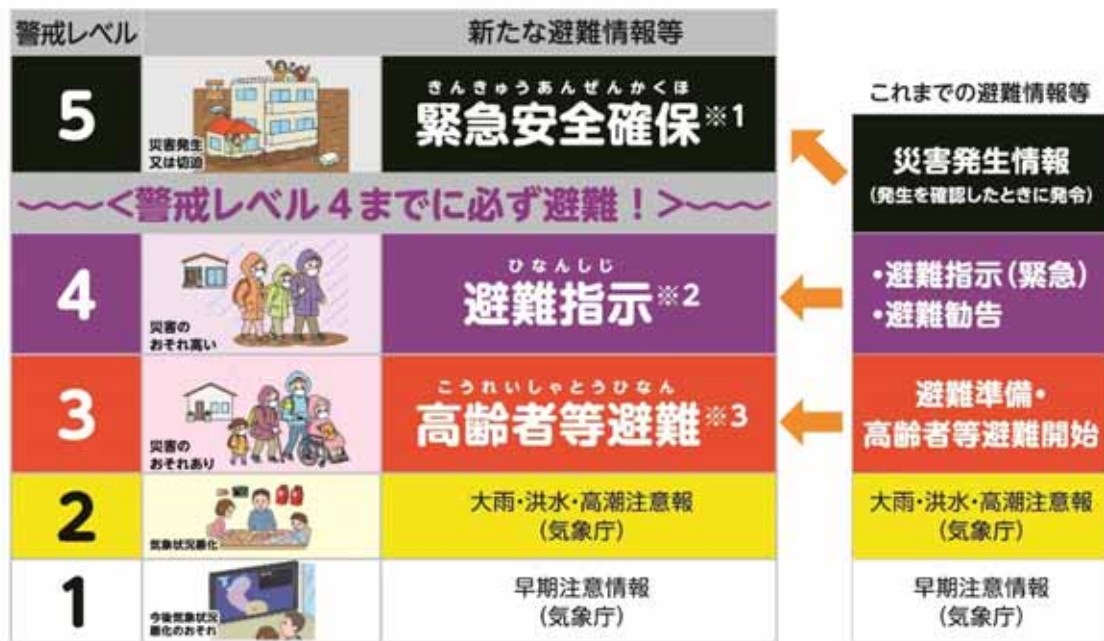 警戒レベル
新たな避難情報等
5
災害発生
又は切迫
きんきゅうあんぜんかくほ
緊急安全確保※1
〜〜〜<警戒レベル4までに必ず避難!>〜〜〜
4
災害の
おそれ高い
ひなんしじ
避難指示※2
3
災害の
おそれあり
こうれいしゃとうひなん
高齢者等避難※3
2
気象状況悪化
大雨・洪水・高潮注意報
(気象庁)
1
今後気象状況
悪化のおそれ
早期注意情報
(気象庁)
これまでの避難情報等
災害発生情報
(発生を確認したときに発令)
・避難指示(緊急)
・避難勧告
避難準備・
高齢者等避難開始
大雨・洪水・高潮注意報
(気象庁)
早期注意情報
(気象庁)